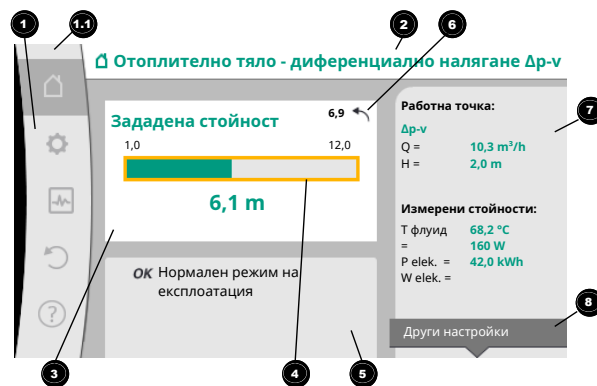 1
1.1
2
6
Отоплително тяло - диференциално налягане Δp-v
Зададена стойност
6,9
1,0
12,0
6,1 m
OK Нормален режим на
експлоатация
Работна точка:
Δp-v
Q = 10,3 m³/h
H = 2,0 m
Измерени стойности:
Т флуид 68,2 °C
= 160 W
P elek. = 42,0 kWh
W elek. =
Други настройки
7
8
3
4
5